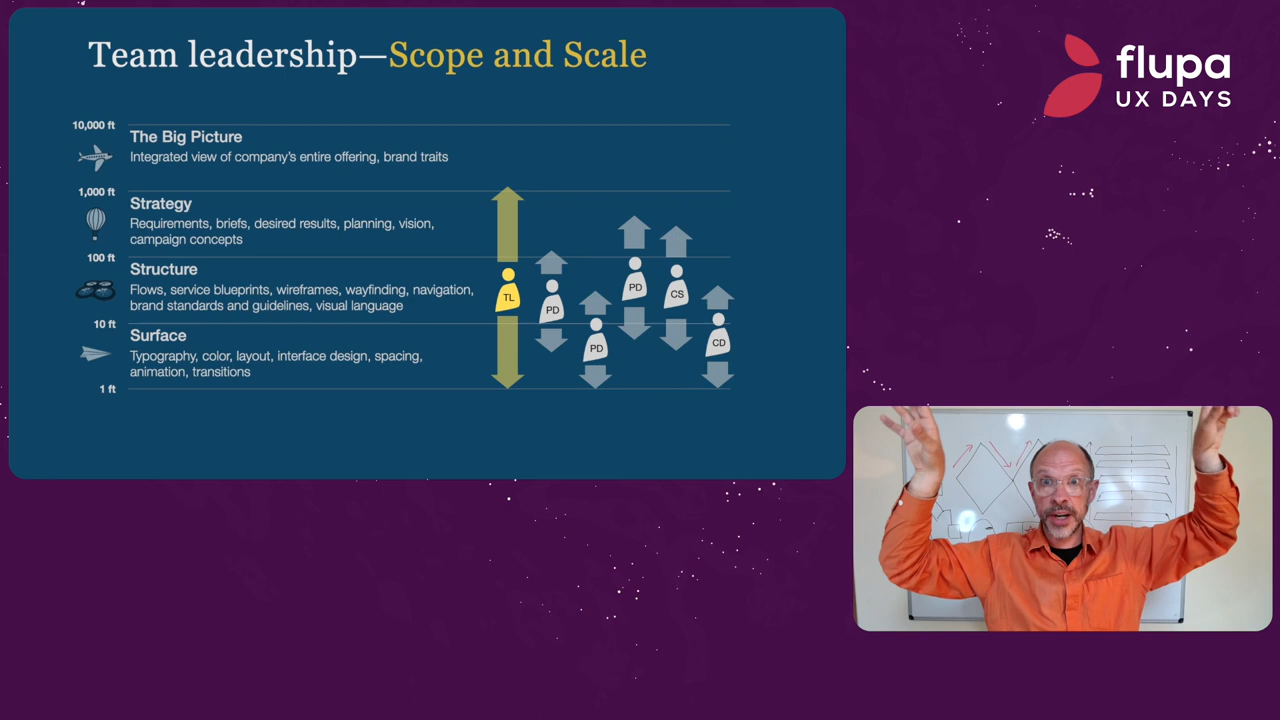 Team leadership—Scope and Scale
10,000 ft
The Big Picture
Integrated view of company's entire offering, brand traits
1,000 ft
Strategy
Requirements, briefs, desired results, planning, vision,
campaign concepts
100 ft
Structure
Flows, service blueprints, wireframes, wayfinding, navigation,
brand standards and guidelines, visual language
10 ft
Surface
Typography, color, layout, interface design, spacing,
animation, transitions
1 ft
TL
PD
PD
PD
CS
CD
flupa
UX DAYS